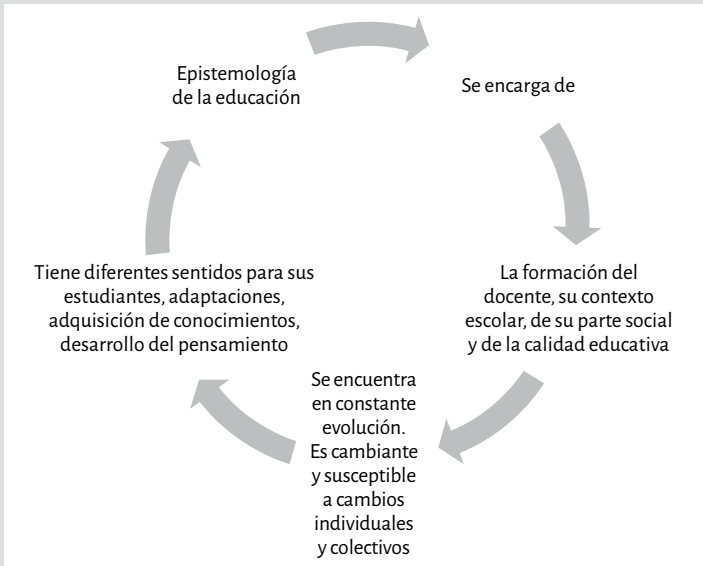 Epistemología
de la educación
Se encarga de
La formación del
docente, su contexto
escolar, de su parte social
y de la calidad educativa
Se encuentra
en constante
evolución.
Es cambiante
y susceptible
a cambios
individuales
y colectivos
Tiene diferentes sentidos para sus
estudiantes, adaptaciones,
adquisición de conocimientos,
desarrollo del pensamiento